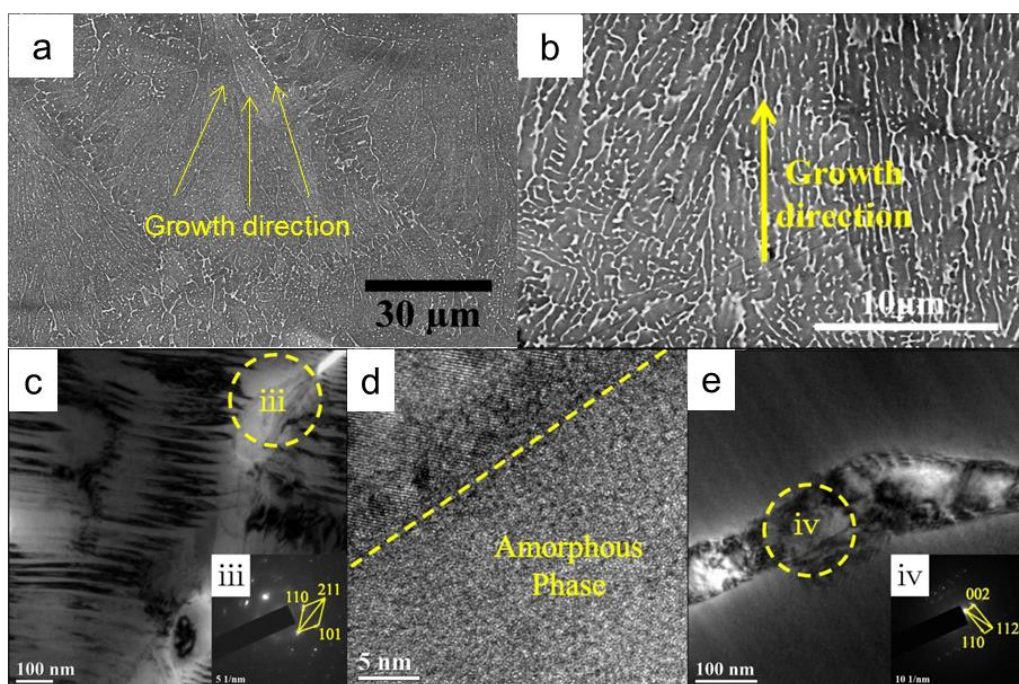 a
Growth direction
30 μm
b
Growth
direction
10μm
c
iii
iii
110
211
101
100 nm
5 1/nm
d
Amorphous
Phase
5 nm
e
iv
iv
002
112
110
100 nm
10 1/nm